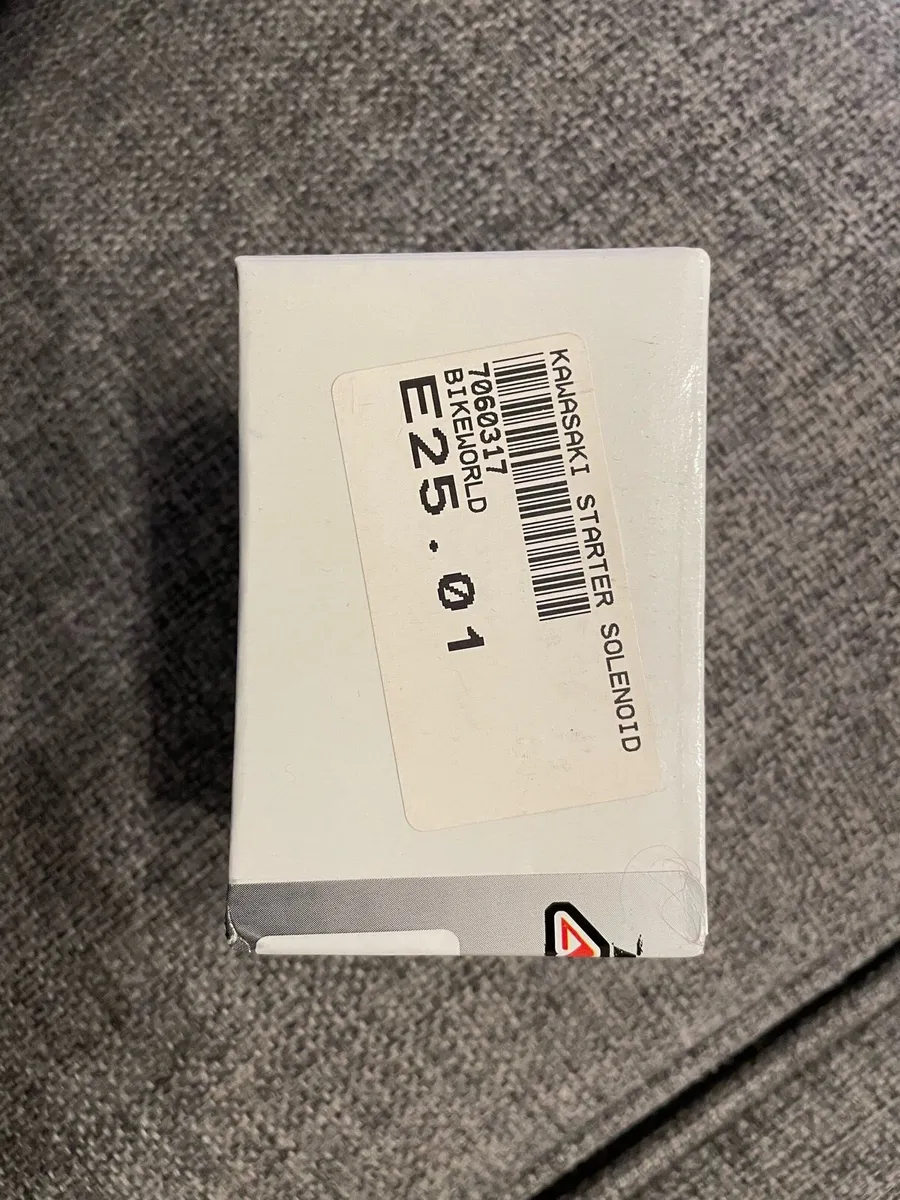 KAWASAKI STARTER SOLENOID
7060317
BIKEWORLD
E25.01